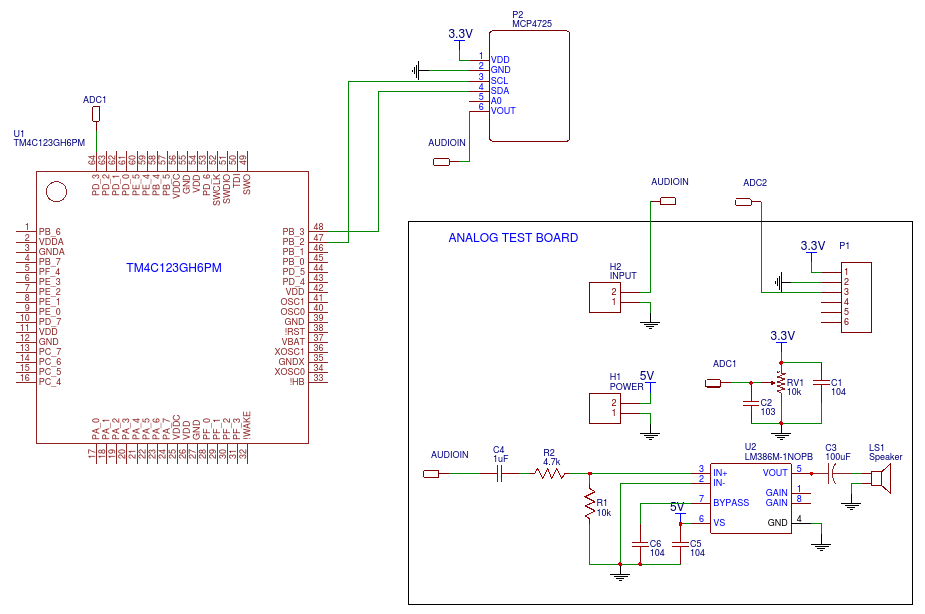 P2
MCP4725
3.3V
1 VDD
2 GND
3 SCL
4 SDA
5 A0
6 VOUT
AUDIOIN
ADC1
U1
TM4C123GH6PM
64 63 62 61 60 59 58 57 56 55 54 53 52 51 50 49
PD_3 PD_2 PD_1 PD_0 PE_5 PE_4 PB_4 PB_5 VDDC GND VDD PD_6 SWCLK SWDIO TDI SWO
TM4C123GH6PM
1 PB_6
2 VDDA
3 GNDA
4 PB_7
5 PF_4
6 PE_3
7 PE_2
8 PE_1
9 PE_0
10 PD_7
11 VDD
12 GND
13 PC_7
14 PC_6
15 PC_5
16 PC_4
PB_3 48
PB_2 47
PB_1 46
PB_0 45
PD_5 44
PD_4 43
VDD 42
OSC1 41
OSC0 40
GND 39
!RST 38
VBAT 37
XOSC1 36
GNDX 35
XOSC0 34
!HB 33
PA_0 PA_1 PA_2 PA_3 PA_4 PA_5 PA_6 PA_7 VDDC VDD GND PF_0 PF_1 PF_2 PF_3 !WAKE
17 18 19 20 21 22 23 24 25 26 27 28 29 30 31 32
AUDIOIN
ADC2
ANALOG TEST BOARD
H2
INPUT
2
1
3.3V
P1
1
2
3
4
5
6
H1
POWER
5V
2
1
3.3V
ADC1
RV1
10k
C1
104
C2
103
AUDIOIN
C4
1uF
R2
4.7k
R1
10k
U2
LM386M-1NOPB
3 IN+
2 IN-
7 BYPASS
6 VS
VOUT 5
GAIN 1
GAIN 8
GND 4
5V
C6
104
C5
104
C3
100uF
LS1
Speaker